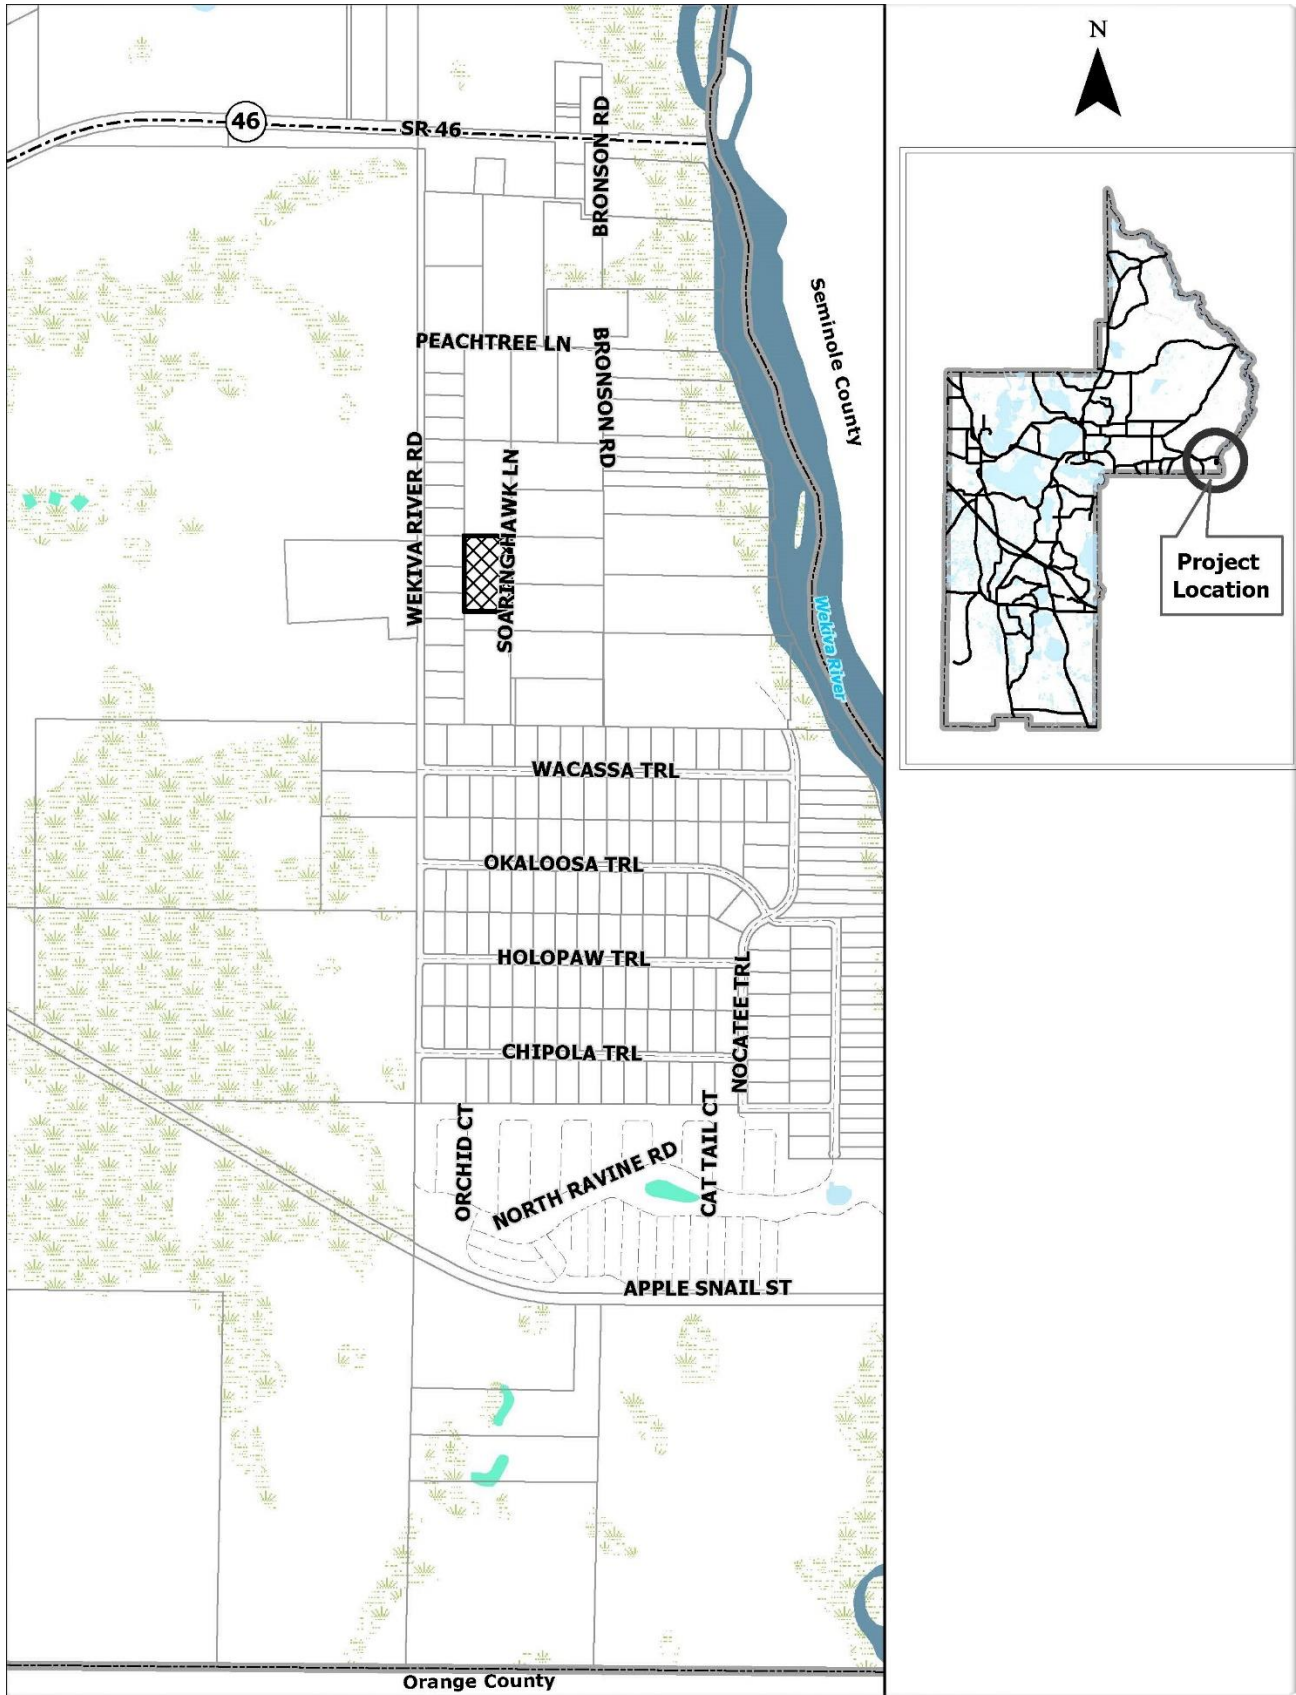 N
46
SR 46
BRONSON RD
Seminole County
PEACHTREE LN
BRONSON RD
WEKIVA RIVER RD
SOARING HAWK LN
Project
Location
Wekiva River
WACASSA TRL
OKALOOSA TRL
HOLOPAW TRL
NOCATEE TRL
CHIPOLA TRL
ORCHID CT
NORTH RAVINE RD
CAT TAIL CT
APPLE SNAIL ST
Orange County